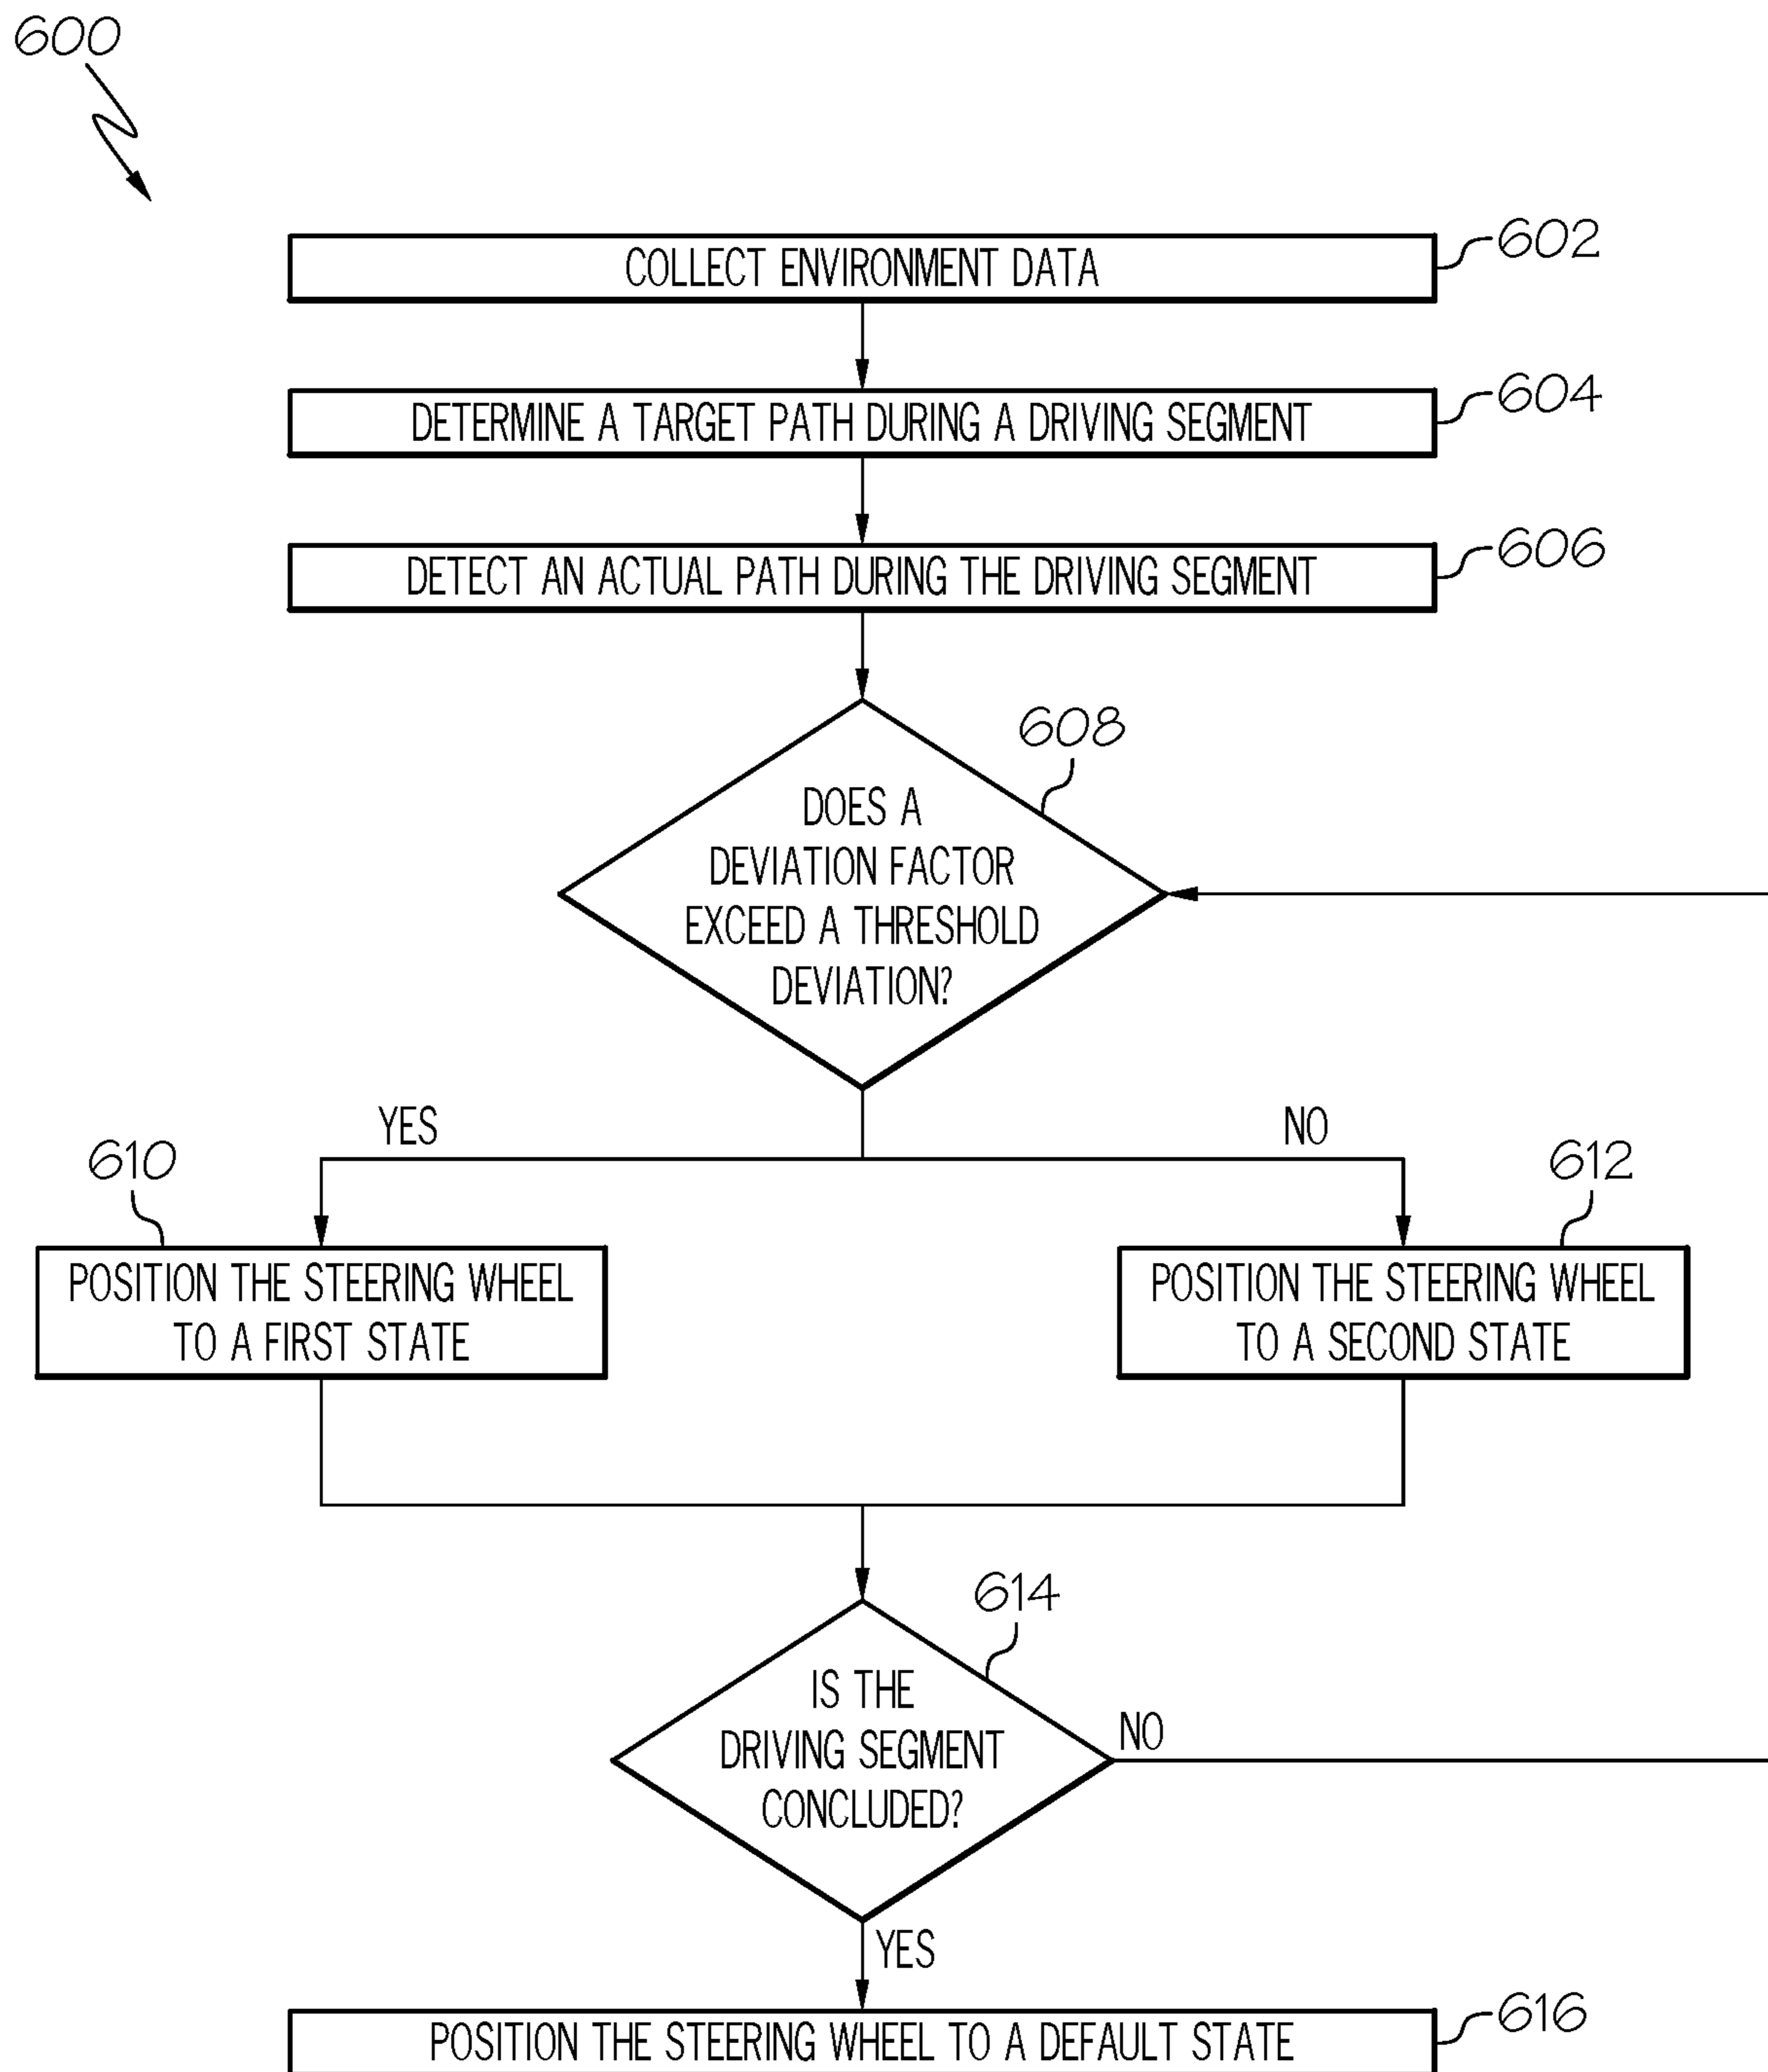 600
COLLECT ENVIRONMENT DATA
602
DETERMINE A TARGET PATH DURING A DRIVING SEGMENT
604
DETECT AN ACTUAL PATH DURING THE DRIVING SEGMENT
606
608
DOES A
DEVIATION FACTOR
EXCEED A THRESHOLD
DEVIATION?
YES
NO
610
612
POSITION THE STEERING WHEEL
TO A FIRST STATE
POSITION THE STEERING WHEEL
TO A SECOND STATE
614
IS THE
DRIVING SEGMENT
CONCLUDED?
NO
YES
POSITION THE STEERING WHEEL TO A DEFAULT STATE
616